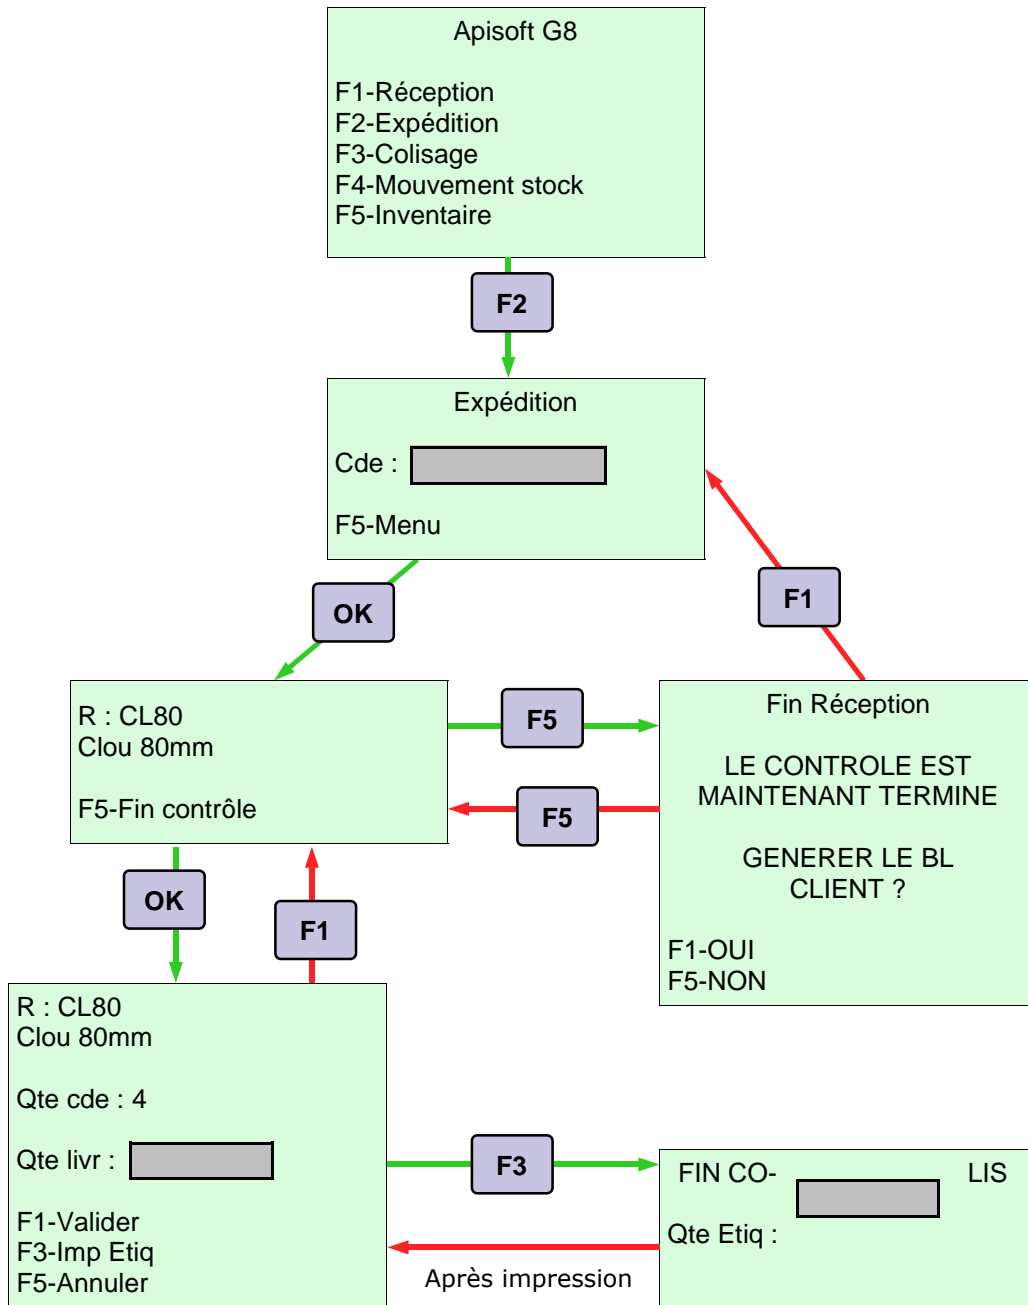 Apisoft G8
F1-Réception
F2-Expédition
F3-Colisage
F4-Mouvement stock
F5-Inventaire
F2
Expédition
Cde :
F5-Menu
OK
F1
R : CL80
Clou 80mm
F5-Fin contrôle
F5
F5
Fin Réception
LE CONTROLE EST
MAINTENANT TERMINE
GENÉRER LE BL
CLIENT ?
F1-OUI
F5-NON
OK
F1
R : CL80
Clou 80mm
Qte cde : 4
Qte livr :
F1-Valider
F3-Imp Etiq
F5-Annuler
F3
FIN CO- LIS
Qte Etiq :
Après impression